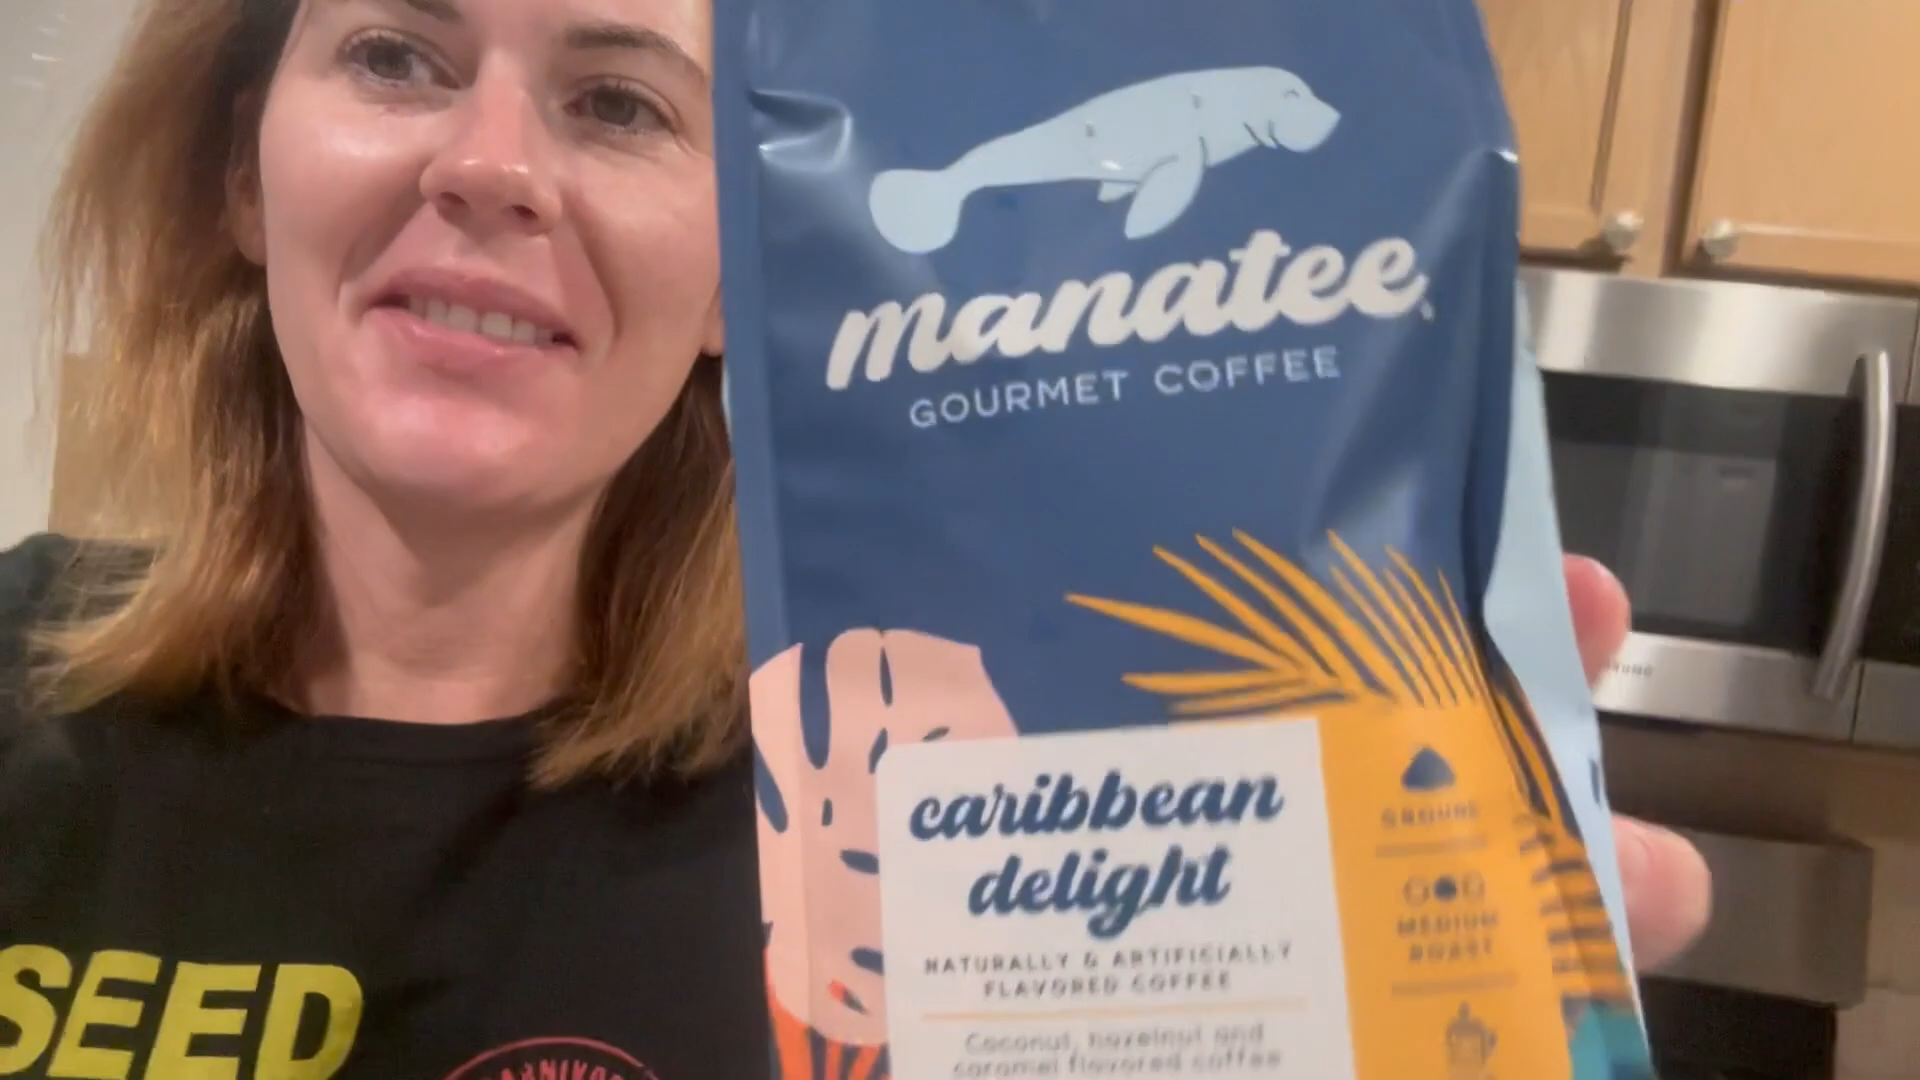 manatee
GOURMET COFFEE
caribbean
delight
NATURALLY & ARTIFICIALLY
FLAVORED COFFEE
Coconut, hazelnut and
caramel flavored coffee
GROUND
MEDIUM
ROAST
SEED